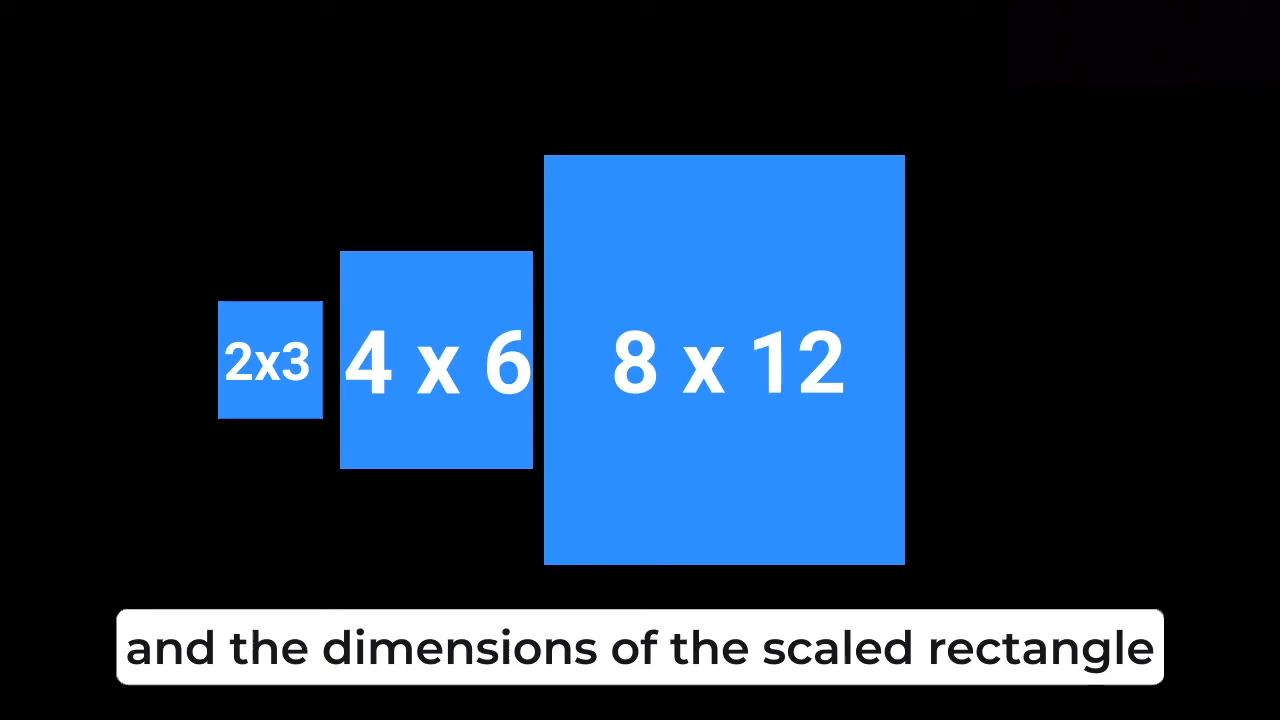 2x3
4 x 6
8 x 12
and the dimensions of the scaled rectangle